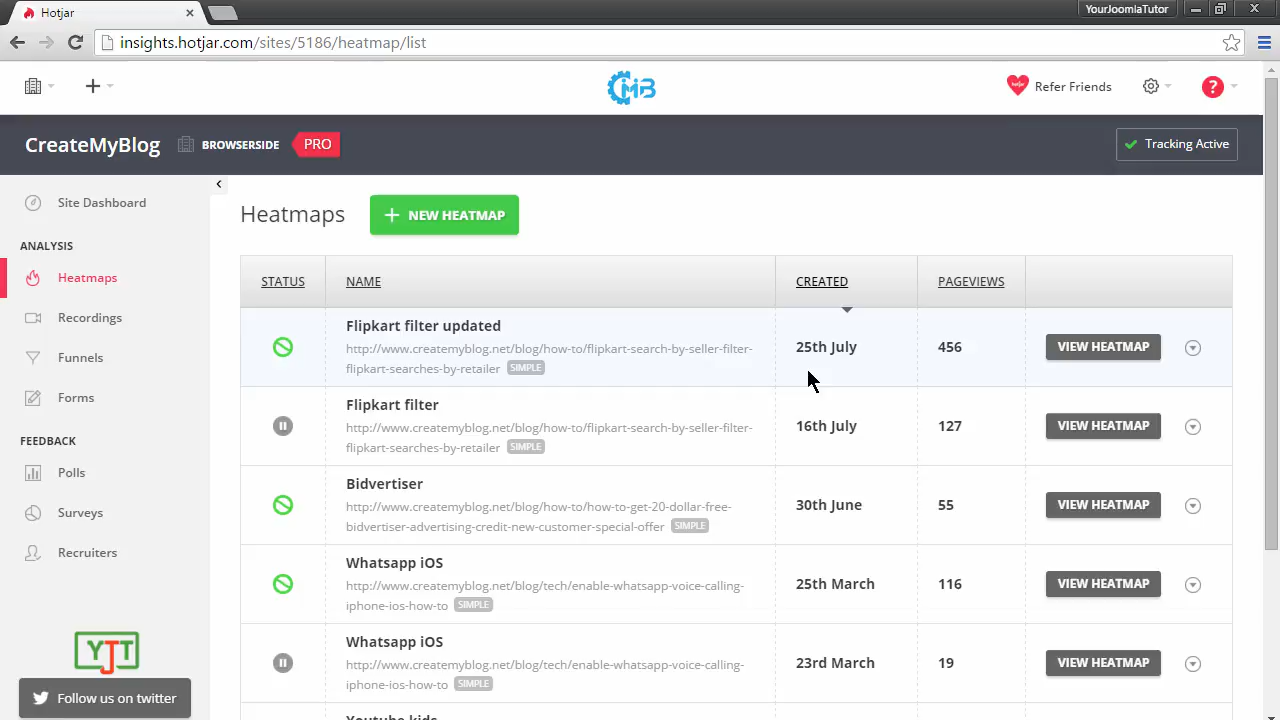 Hotjar
YourJoomlaTutor
insights.hotjar.com/sites/5186/heatmap/list
CMB
Refer Friends
?
CreateMyBlog
BROWSERSIDE
PRO
Tracking Active
Site Dashboard
ANALYSIS
Heatmaps
Recordings
Funnels
Forms
FEEDBACK
Polls
Surveys
Recruiters
YJT
Follow us on twitter
Heatmaps
+ NEW HEATMAP
STATUS NAME CREATED PAGEVIEWS
Flipkart filter updated
http://www.createmyblog.net/blog/how-to/flipkart-search-by-seller-filter-
flipkart-searches-by-retailer SIMPLE
25th July 456 VIEW HEATMAP
Flipkart filter
http://www.createmyblog.net/blog/how-to/flipkart-search-by-seller-filter-
flipkart-searches-by-retailer SIMPLE
16th July 127 VIEW HEATMAP
Bidvertiser
http://www.createmyblog.net/blog/how-to/how-to-get-20-dollar-free-
bidvertiser-advertising-credit-new-customer-special-offer SIMPLE
30th June 55 VIEW HEATMAP
Whatsapp iOS
http://www.createmyblog.net/blog/tech/enable-whatsapp-voice-calling-
iphone-ios-how-to SIMPLE
25th March 116 VIEW HEATMAP
Whatsapp iOS
http://www.createmyblog.net/blog/tech/enable-whatsapp-voice-calling-
iphone-ios-how-to SIMPLE
23rd March 19 VIEW HEATMAP
Youtube kids